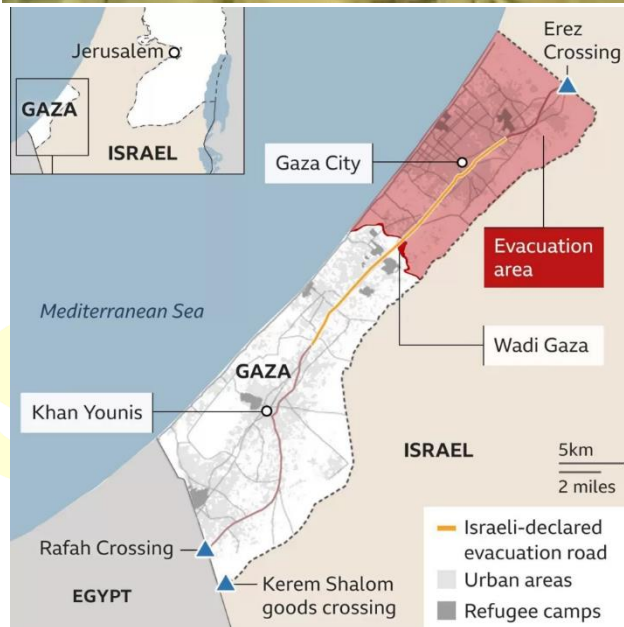 Jerusalem
GAZA
ISRAEL
Erez
Crossing
Gaza City
Evacuation
area
Mediterranean Sea
Wadi Gaza
GAZA
Khan Younis
ISRAEL
5km
2 miles
Rafah Crossing
Kerem Shalom
goods crossing
EGYPT
Israeli-declared
evacuation road
Urban areas
Refugee camps